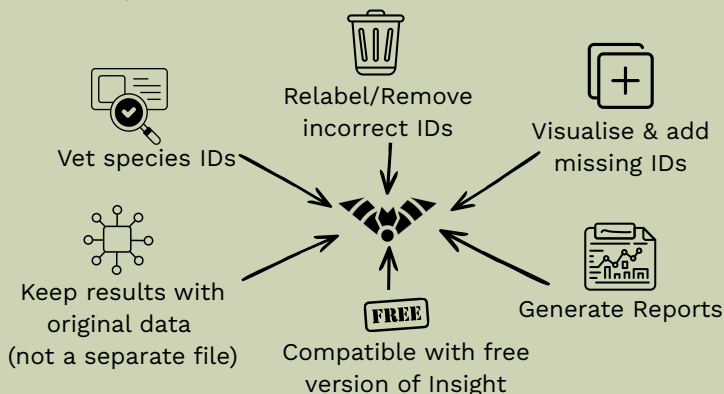 Relabel/Remove
incorrect IDs
Visualise & add
missing IDs
Vet species IDs
Keep results with
original data
(not a separate file)
FREE
Compatible with free
version of Insight
Generate Reports